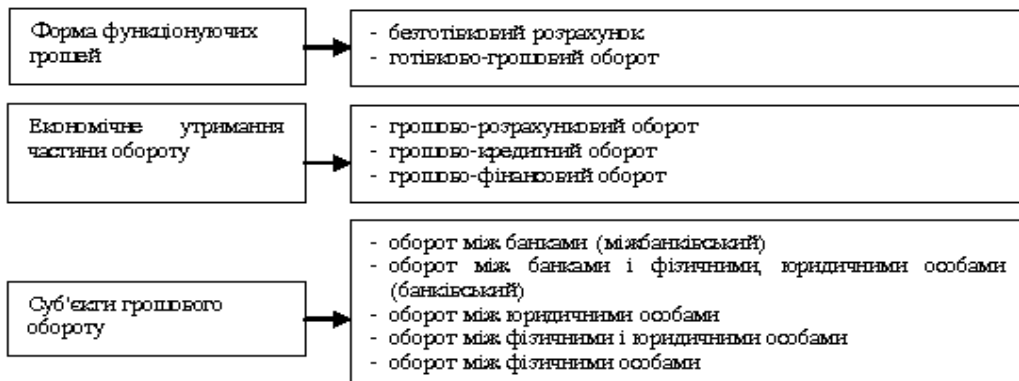 Форма функціонуючих
грошей
- безготівковий розрахунок
- готівково-грошовий оборот
Економічне утримання
частини обороту
- грошово-розрахунковий оборот
- грошово-кредитний оборот
- грошово-фінансовий оборот
Суб'єкти грошового
обороту
- оборот між банками (міжбанківський)
- оборот між банками і фізичними, юридичними особами
(банківський)
- оборот між юридичними особами
- оборот між фізичними і юридичними особами
- оборот між фізичними особами